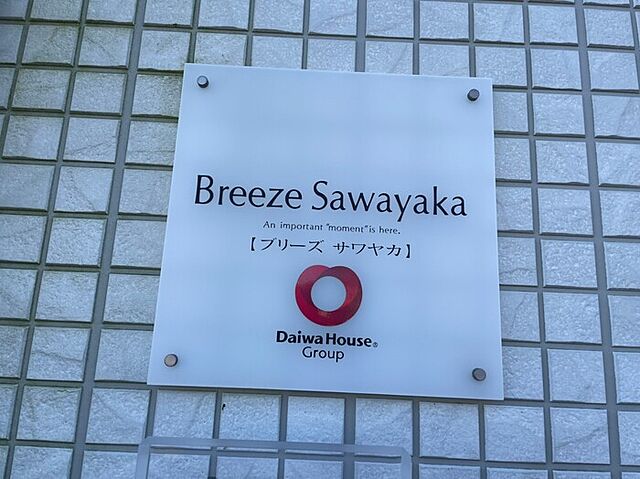 Breeze Sawayaka
An important "moment" is here.
【ブリーズ サワヤカ】
Daiwa House®
Group